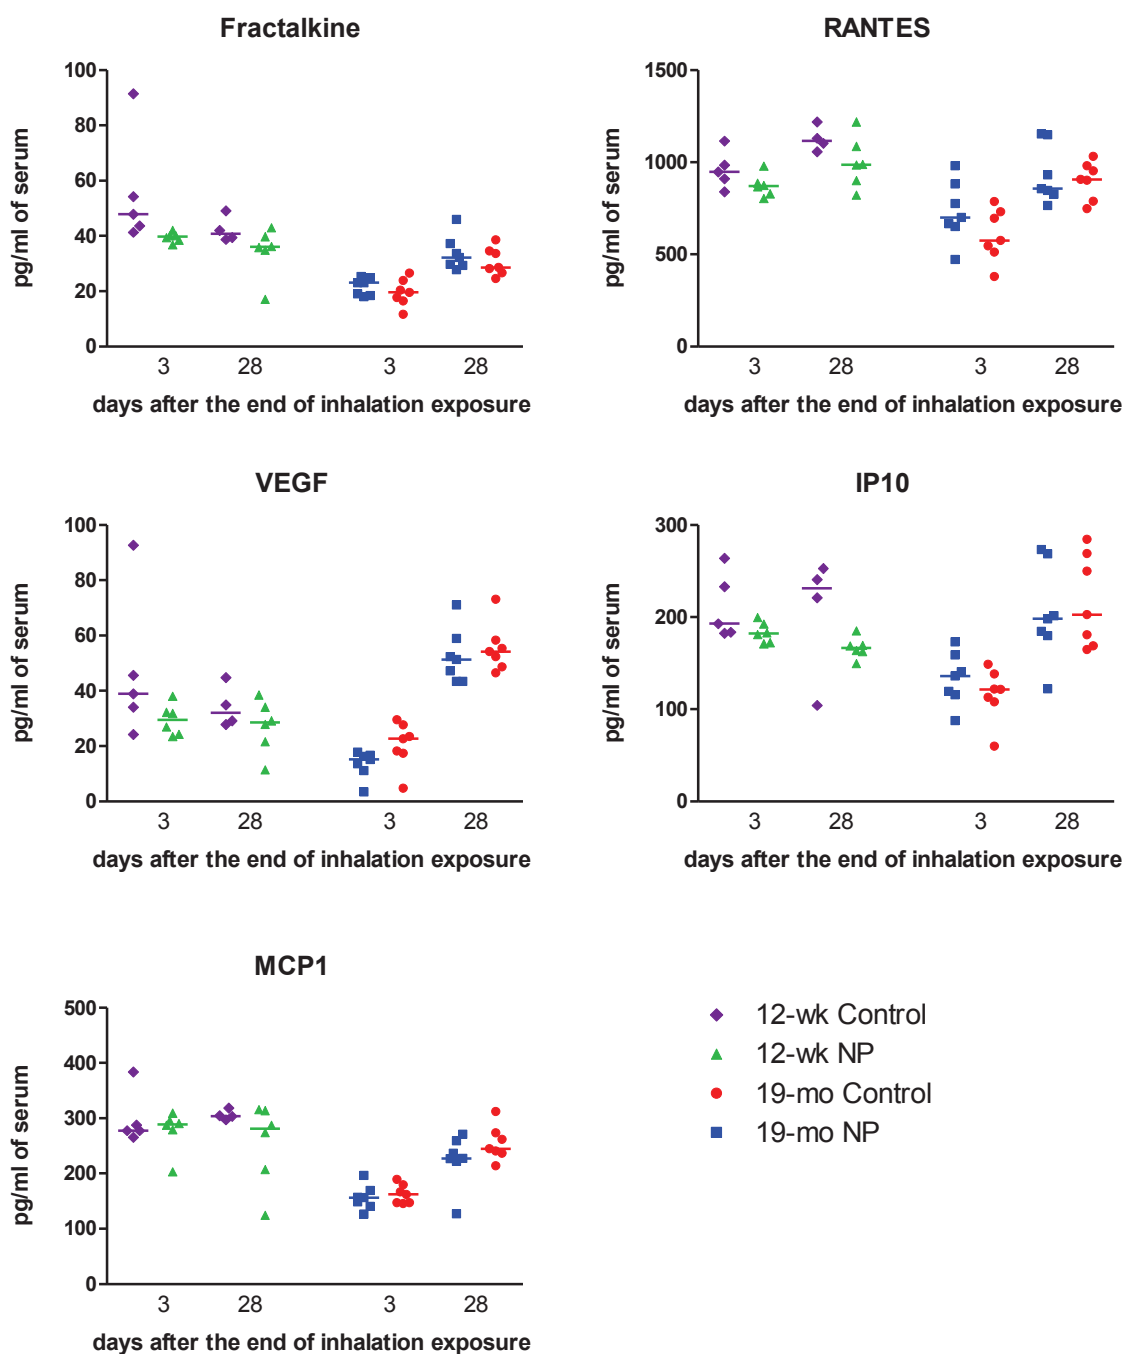 Fractalkine
pg/ml of serum
100
80
60
40
20
0
3 28 3 28
days after the end of inhalation exposure
RANTES
pg/ml of serum
1500
1000
500
0
3 28 3 28
days after the end of inhalation exposure
VEGF
pg/ml of serum
100
80
60
40
20
0
3 28 3 28
days after the end of inhalation exposure
IP10
pg/ml of serum
300
200
100
0
3 28 3 28
days after the end of inhalation exposure
MCP1
pg/ml of serum
500
400
300
200
100
0
3 28 3 28
days after the end of inhalation exposure
12-wk Control
12-wk NP
19-mo Control
19-mo NP